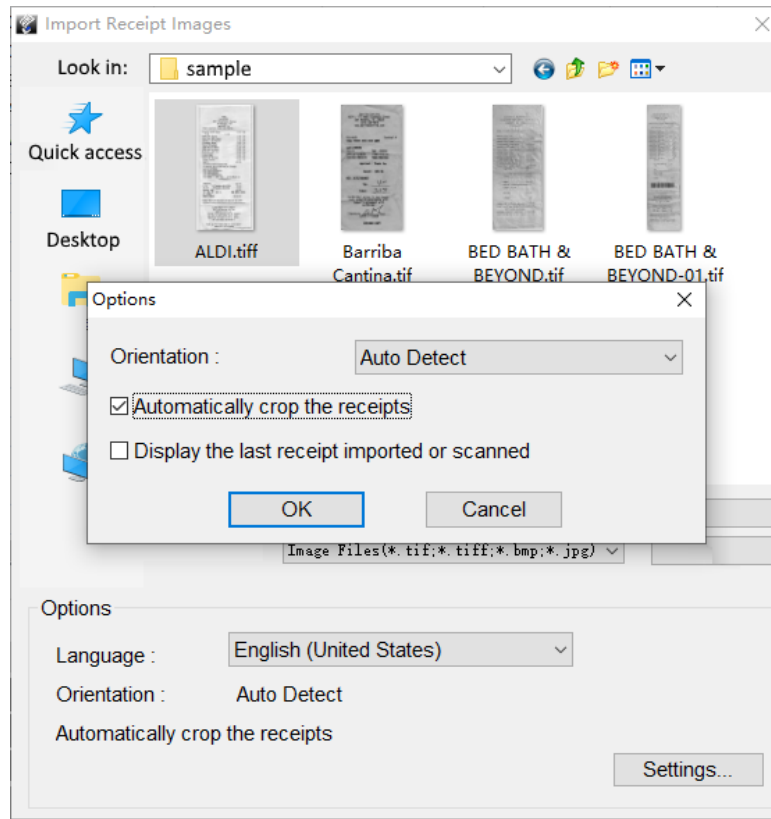 Import Receipt Images
Look in:
sample
Quick access
Desktop
ALDI.tiff
Barriba
Cantina.tif
BED BATH &
BEYOND.tif
BED BATH &
BEYOND-01.tif
Options
Orientation :
Auto Detect
Automatically crop the receipts
Display the last receipt imported or scanned
OK
Cancel
Image Files(*.tif;*.tiff;*.bmp;*.jpg)
Options
Language :
English (United States)
Orientation :
Auto Detect
Automatically crop the receipts
Settings...